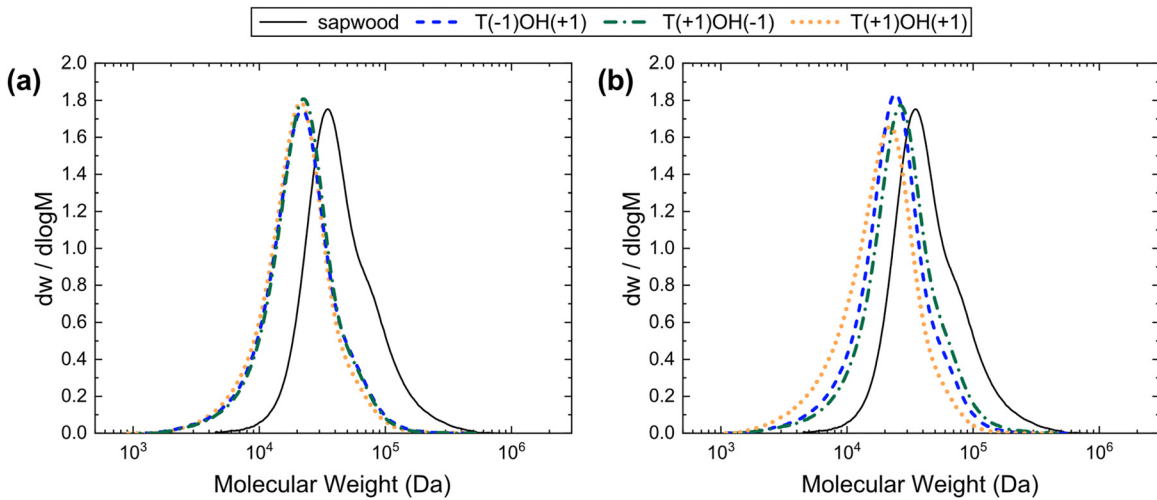 sapwood T(-1)OH(+1) T(+1)OH(-1) T(+1)OH(+1)
(a)
2.0
1.8
1.6
1.4
1.2
1.0
0.8
0.6
0.4
0.2
0.0
dw / dlogM
10³ 10⁴ 10⁵ 10⁶
Molecular Weight (Da)
(b)
2.0
1.8
1.6
1.4
1.2
1.0
0.8
0.6
0.4
0.2
0.0
dw / dlogM
10³ 10⁴ 10⁵ 10⁶
Molecular Weight (Da)